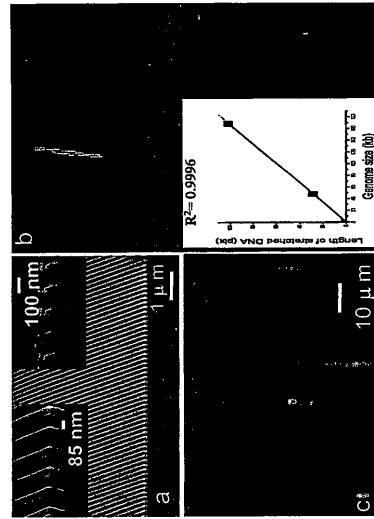 100 nm
85 nm
1 μm
a
b
R²= 0.9996
Length of stretched DNA (pix)
Genome size (kb)
10 μm
c